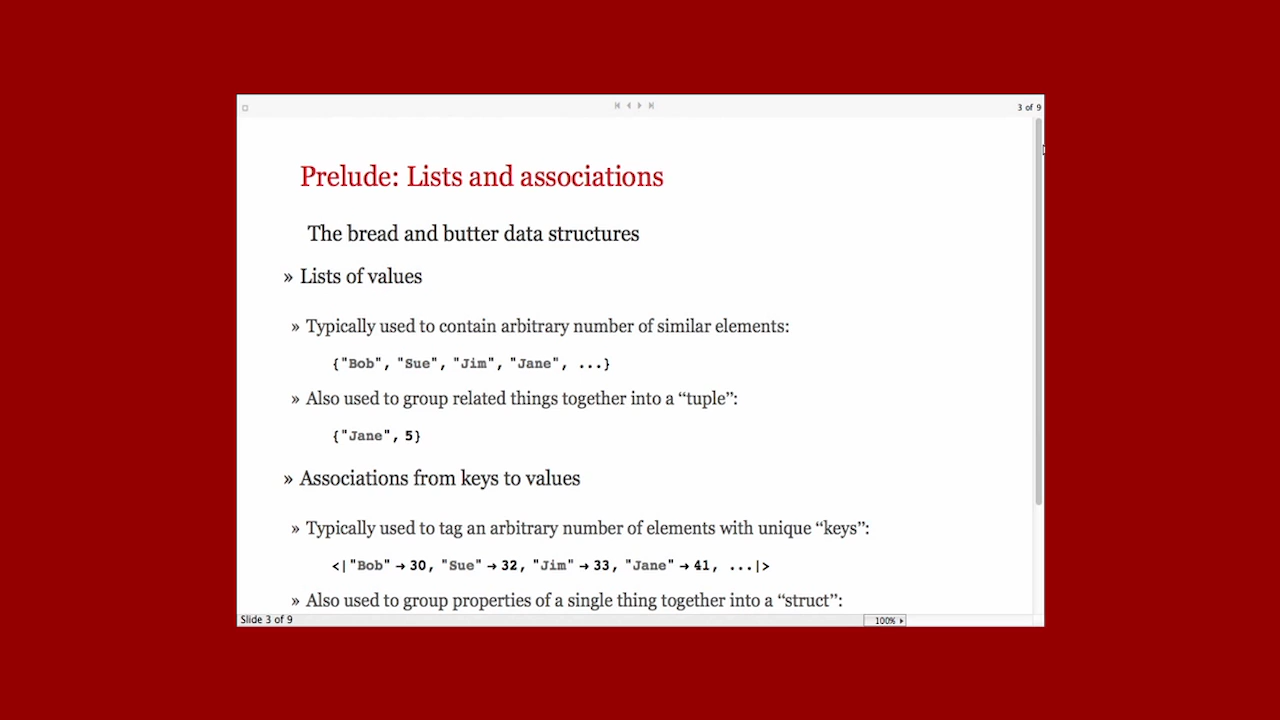 3 of 9
Prelude: Lists and associations
The bread and butter data structures
» Lists of values
» Typically used to contain arbitrary number of similar elements:
{"Bob", "Sue", "Jim", "Jane", ...}
» Also used to group related things together into a “tuple”:
{"Jane", 5}
» Associations from keys to values
» Typically used to tag an arbitrary number of elements with unique “keys”:
<|"Bob" → 30, "Sue" → 32, "Jim" → 33, "Jane" → 41, ...|>
» Also used to group properties of a single thing together into a “struct”:
Slide 3 of 9
100%